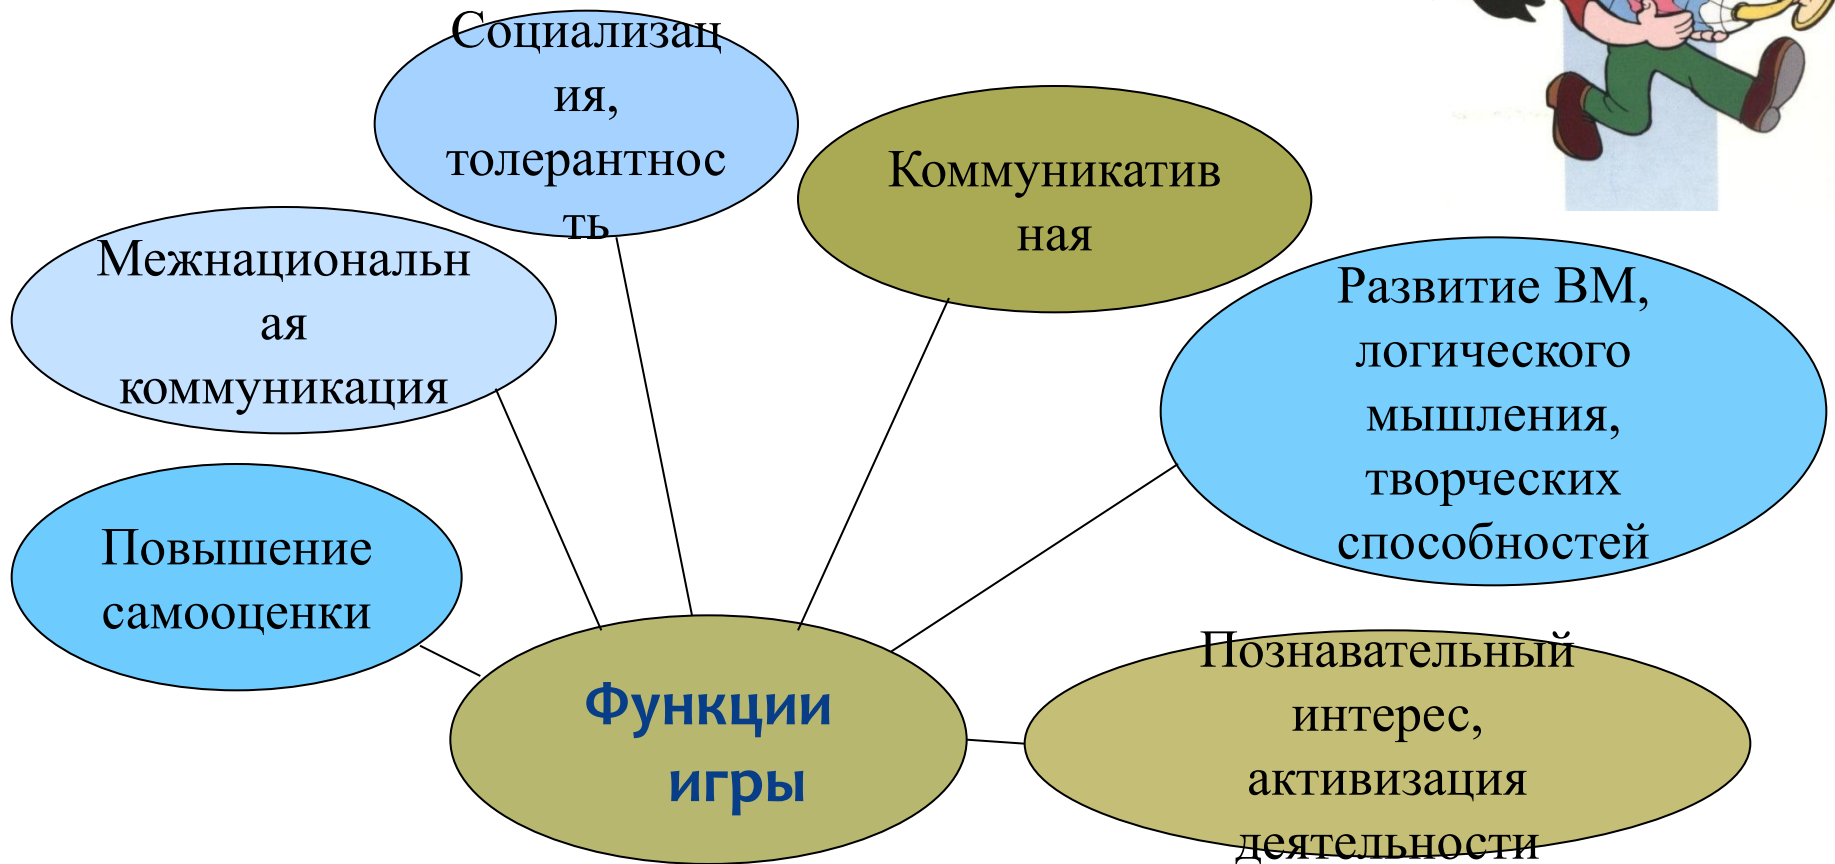 Социализац
ия,
толерантнос
ть
Коммуникатив
ная
Межнациональн
ая
коммуникация
Развитие ВМ,
логического
мышления,
творческих
способностей
Повышение
самооценки
Функции
игры
Познавательный
интерес,
активизация
деятельности